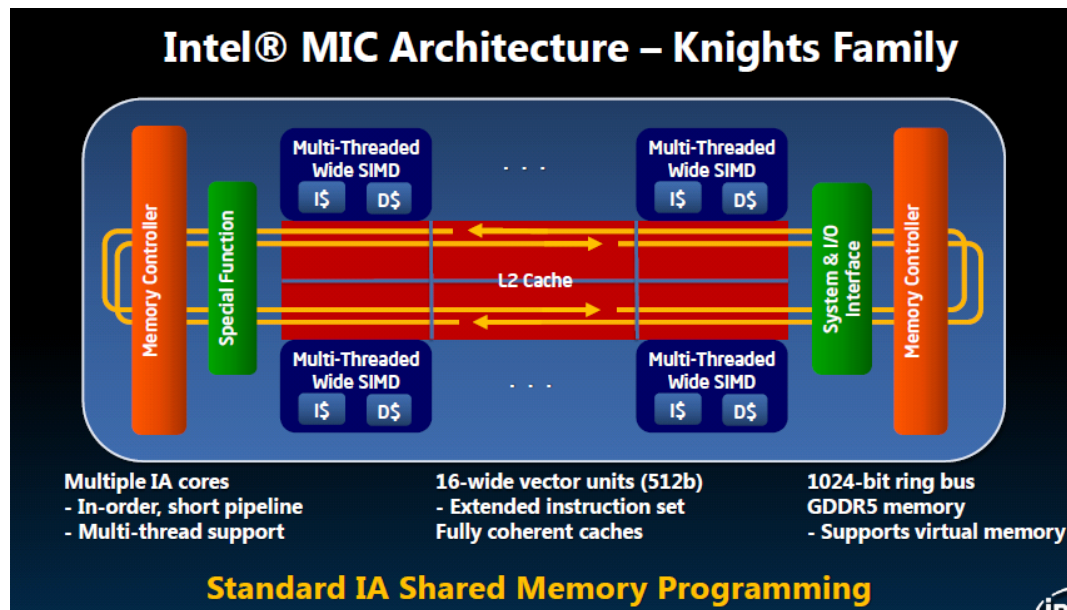 Intel® MIC Architecture – Knights Family
Memory Controller
Special Function
Multi-Threaded
Wide SIMD
I$ D$
. . .
Multi-Threaded
Wide SIMD
I$ D$
System & I/O
Interface
Memory Controller
L2 Cache
Multi-Threaded
Wide SIMD
I$ D$
. . .
Multi-Threaded
Wide SIMD
I$ D$
Multiple IA cores
- In-order, short pipeline
- Multi-thread support
16-wide vector units (512b)
- Extended instruction set
Fully coherent caches
1024-bit ring bus
GDDR5 memory
- Supports virtual memory
Standard IA Shared Memory Programming